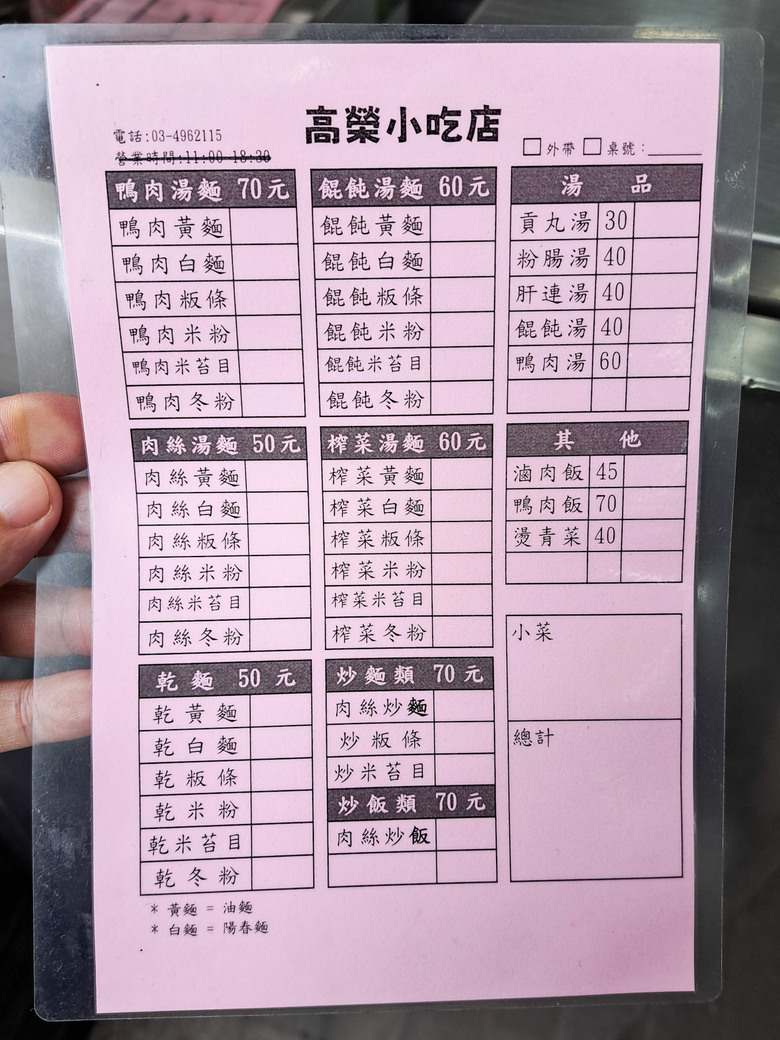 高榮小吃店
電話:03-4962115
營業時間:11:00-18:30
外帶 桌號:
鴨肉湯麵 70元
鴨肉黃麵
鴨肉白麵
鴨肉粄條
鴨肉米粉
鴨肉米苔目
鴨肉冬粉
餛飩湯麵 60元
餛飩黃麵
餛飩白麵
餛飩粄條
餛飩米粉
餛飩米苔目
餛飩冬粉
湯 品
貢丸湯 30
粉腸湯 40
肝連湯 40
餛飩湯 40
鴨肉湯 60
肉絲湯麵 50元
肉絲黃麵
肉絲白麵
肉絲粄條
肉絲米粉
肉絲米苔目
肉絲冬粉
榨菜湯麵 60元
榨菜黃麵
榨菜白麵
榨菜粄條
榨菜米粉
榨菜米苔目
榨菜冬粉
其 他
滷肉飯 45
鴨肉飯 70
燙青菜 40
小菜
總計
乾麵 50 元
乾黃麵
乾白麵
乾粄條
乾米粉
乾米苔目
乾冬粉
炒麵類 70元
肉絲炒麵
炒粄條
炒米苔目
炒飯類 70元
肉絲炒飯
* 黃麵 = 油麵
* 白麵 = 陽春麵